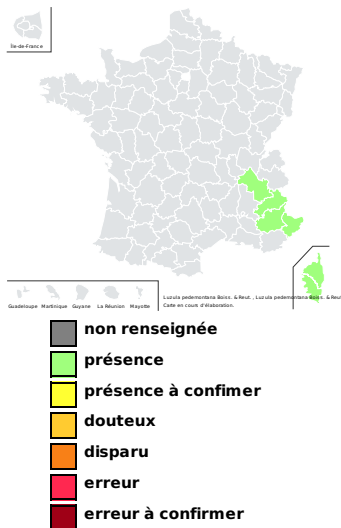 Île-de-France
Guadeloupe Martinique Guyane La Réunion Mayotte
Luzula pedemontana Boiss. & Reut. , Luzula pedemontana Boiss. & Reut
Carte en cours d'élaboration.
non renseignée
présence
présence à confimer
douteux
disparu
erreur
erreur à confirmer